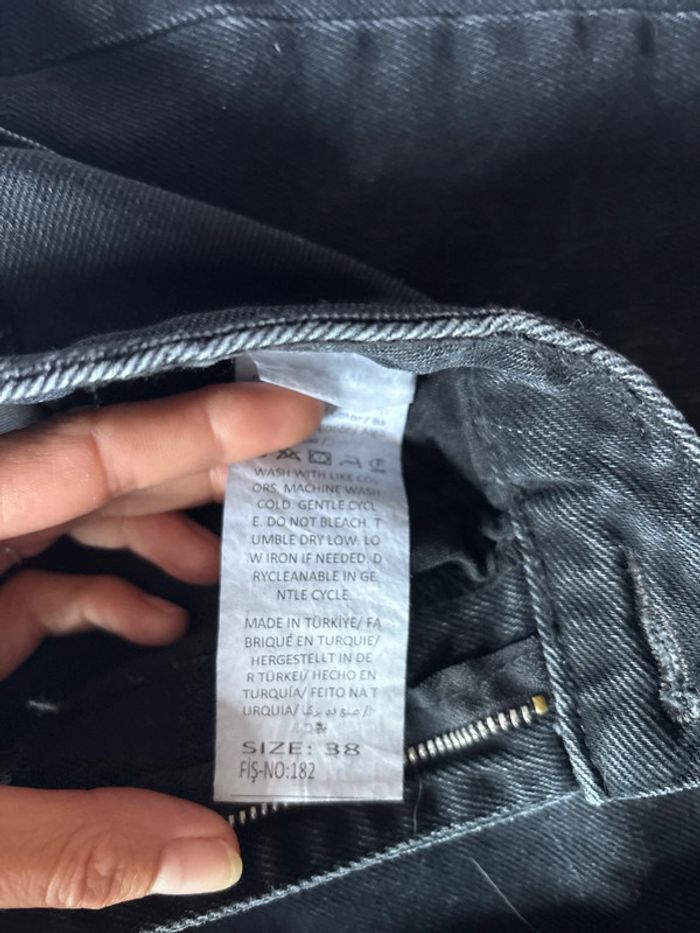 WASH WITH LIKE COL
ORS. MACHINE WASH
COLD. GENTLE CYCL
E. DO NOT BLEACH. T
UMBLE DRY LOW. LO
W IRON IF NEEDED. D
RYCLEANABLE IN GE
NTLE CYCLE.
MADE IN TÜRKİYE/ FA
BRIQUÉ EN TURQUIE/
HERGESTELLT IN DE
R TÜRKEI/ HECHO EN
TURQUÍA/ FEITO NA T
URQUIA/
SIZE: 38
FİŞ-NO:182